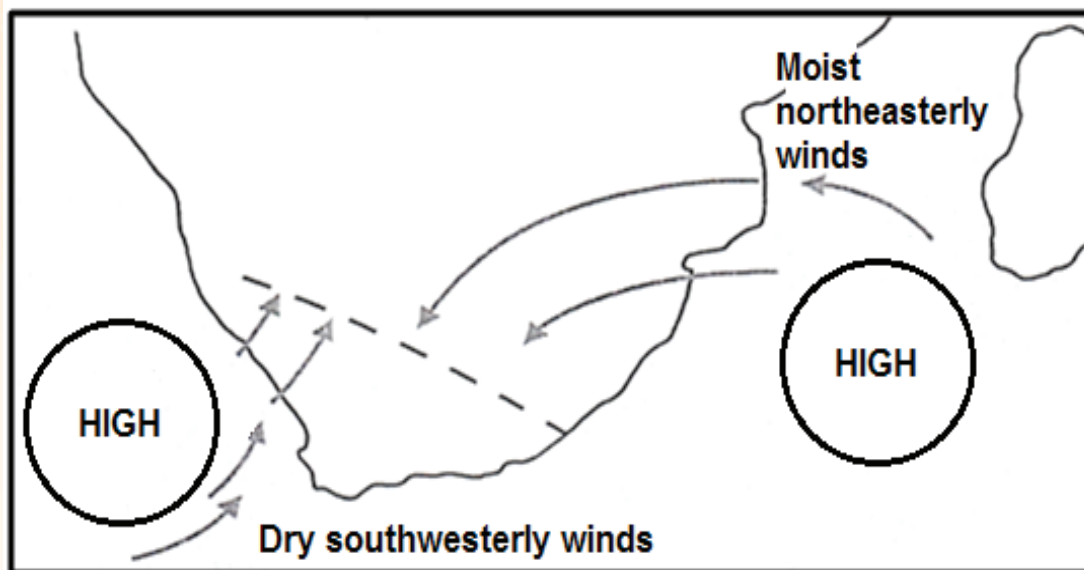 Moist
northeasterly
winds
HIGH
HIGH
Dry southwesterly winds